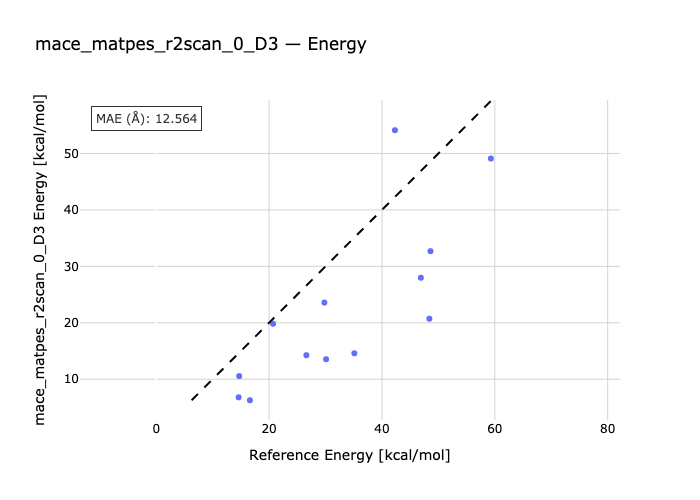 mace_matpes_r2scan_0_D3 — Energy
MAE (Å): 12.564
mace_matpes_r2scan_0_D3 Energy [kcal/mol]
50
40
30
20
10
0
20
40
60
80
Reference Energy [kcal/mol]